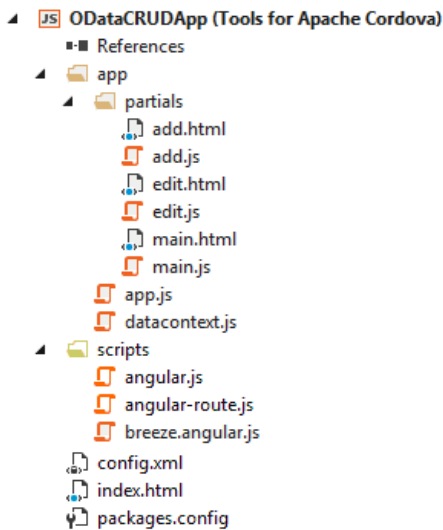 JS ODataCRUDApp (Tools for Apache Cordova)
References
app
partials
add.html
add.js
edit.html
edit.js
main.html
main.js
app.js
datacontext.js
scripts
angular.js
angular-route.js
breeze.angular.js
config.xml
index.html
packages.config